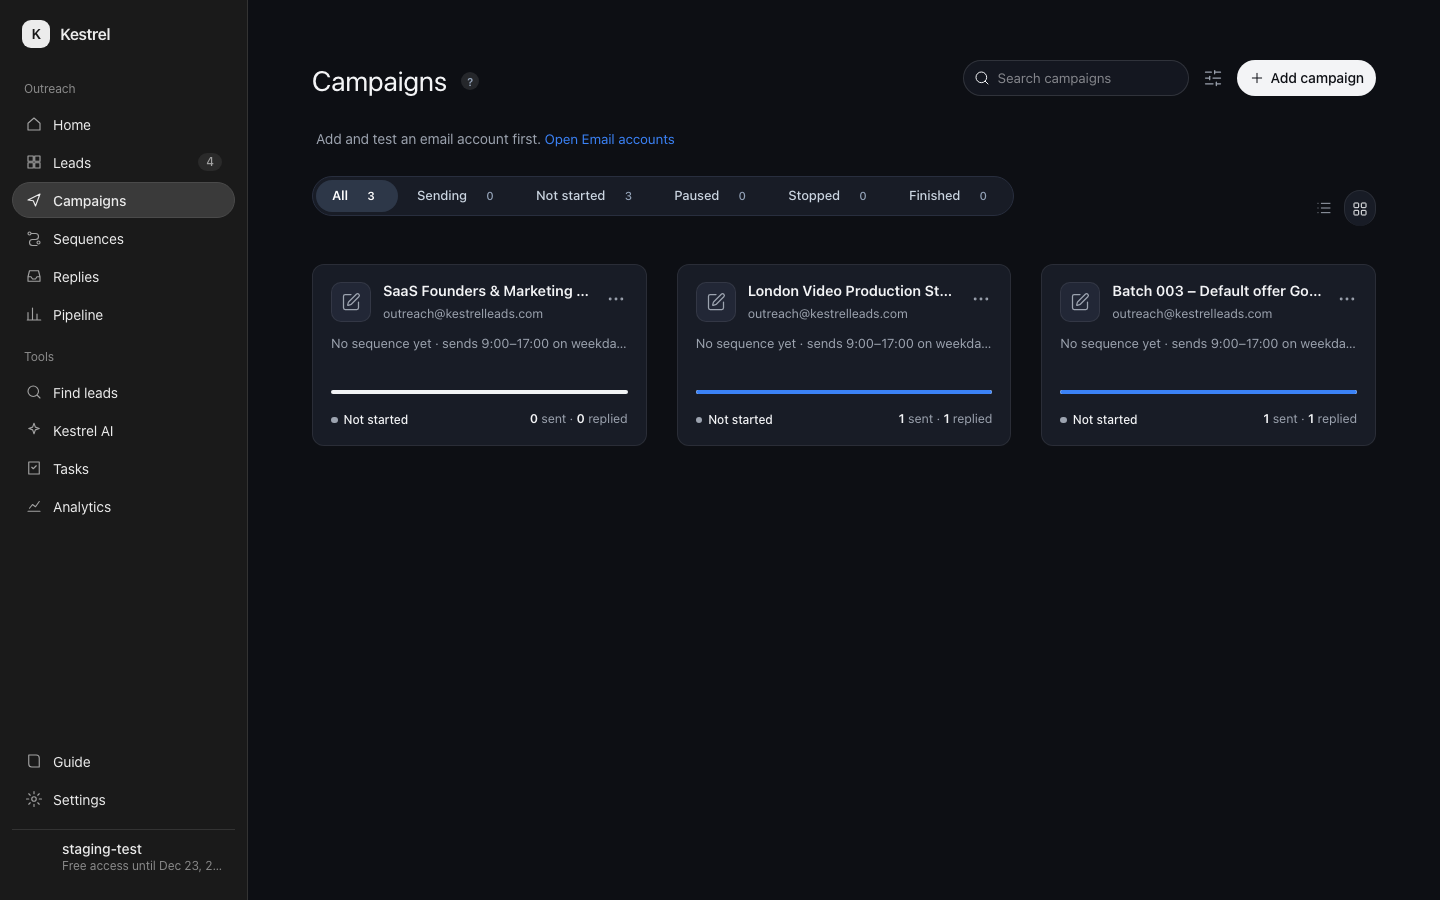 K Kestrel
Outreach
Home
Leads 4
Campaigns
Sequences
Replies
Pipeline
Tools
Find leads
Kestrel AI
Tasks
Analytics
Guide
Settings
staging-test
Free access until Dec 23, 2...
Campaigns ?
Search campaigns
+ Add campaign
Add and test an email account first. Open Email accounts
All 3 Sending 0 Not started 3 Paused 0 Stopped 0 Finished 0
SaaS Founders & Marketing ...
outreach@kestrelleads.com
No sequence yet · sends 9:00–17:00 on weekda...
Not started 0 sent · 0 replied
London Video Production St...
outreach@kestrelleads.com
No sequence yet · sends 9:00–17:00 on weekda...
Not started 1 sent · 1 replied
Batch 003 – Default offer Go...
outreach@kestrelleads.com
No sequence yet · sends 9:00–17:00 on weekda...
Not started 1 sent · 1 replied